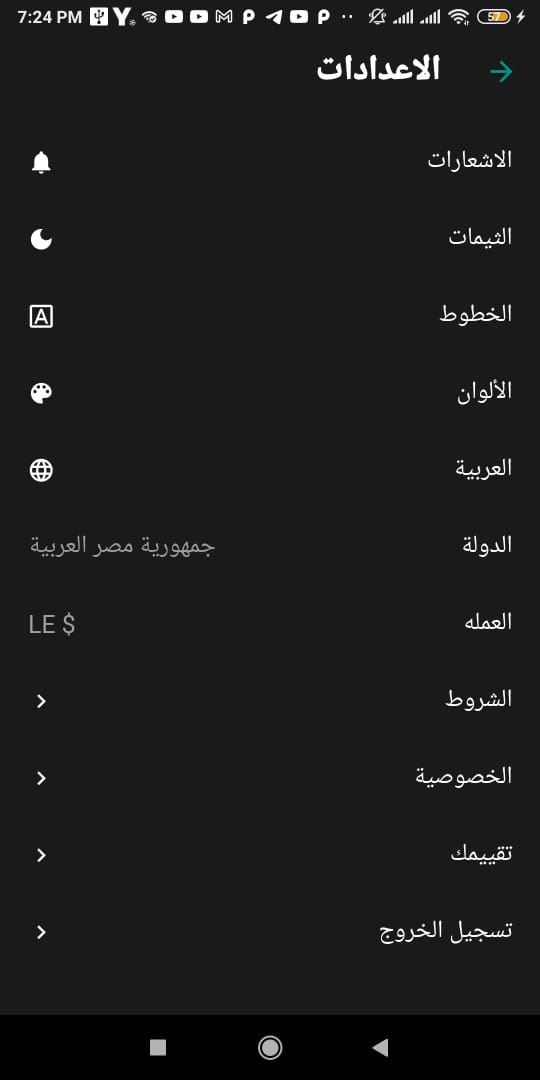 7:24 PM 57
الاعدادات
الاشعارات
الثيمات
الخطوط
الألوان
العربية
الدولة جمهورية مصر العربية
العمله LE $
الشروط
الخصوصية
تقييمك
تسجيل الخروج